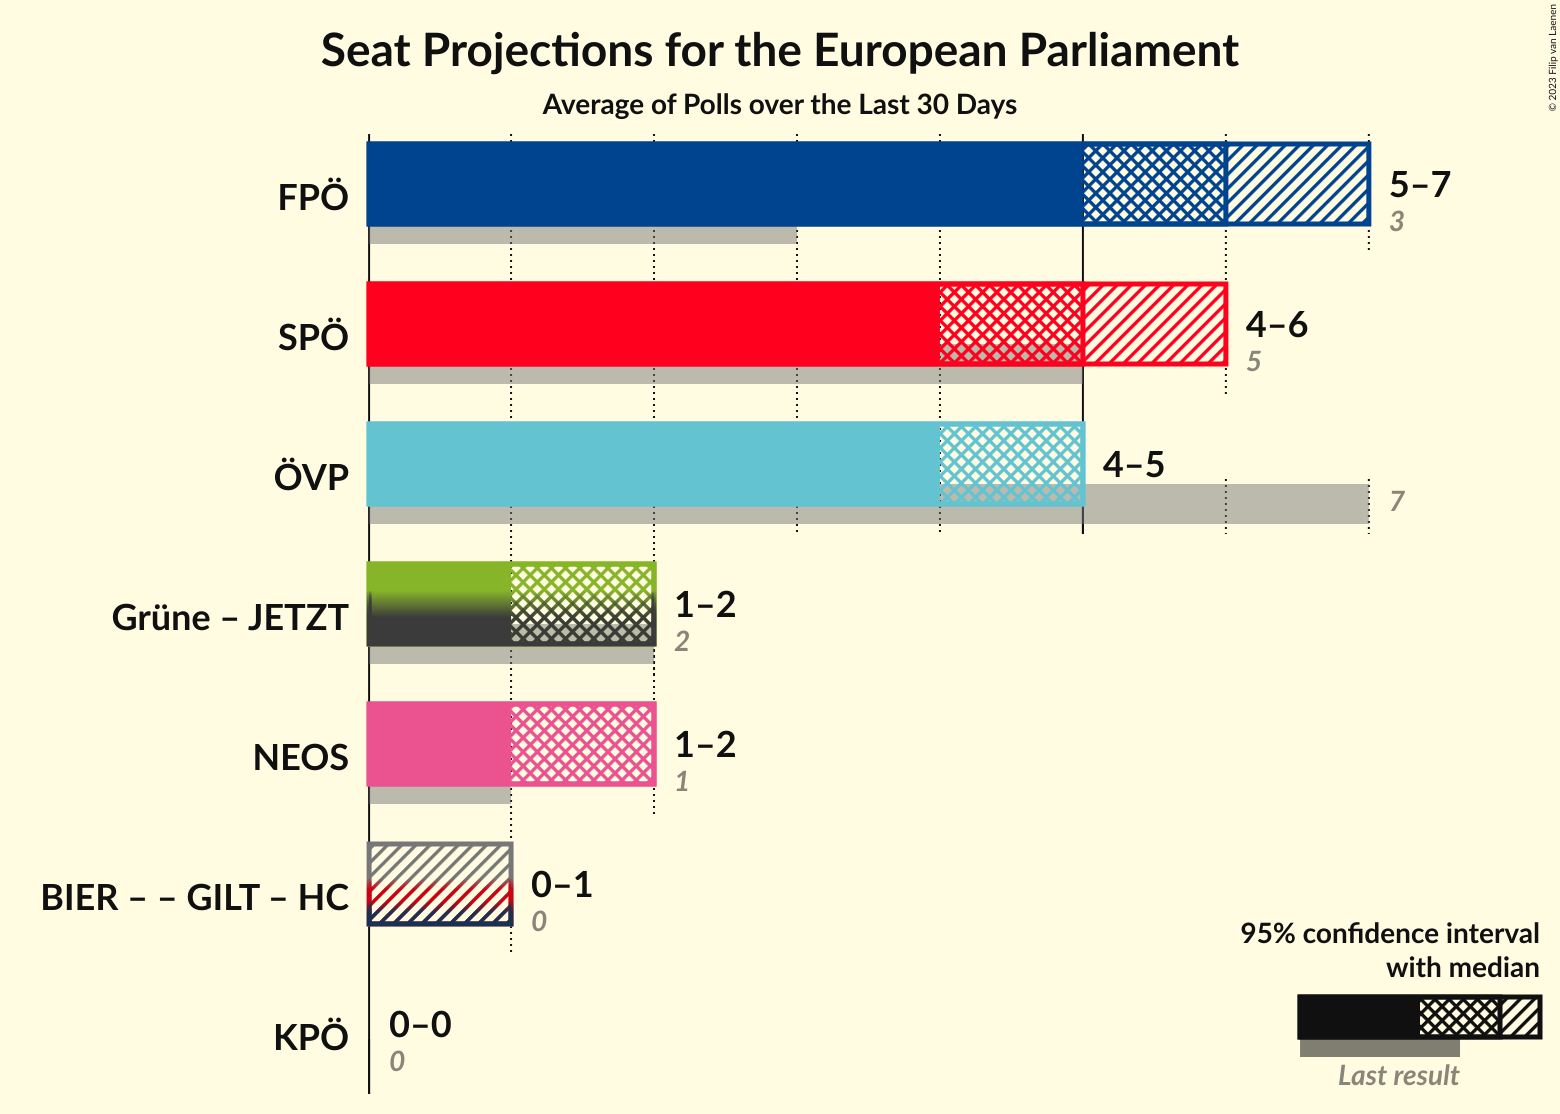 Seat Projections for the European Parliament
Average of Polls over the Last 30 Days
© 2023 Filip van Laenen
FPÖ
5–7
3
SPÖ
4–6
5
ÖVP
4–5
7
Grüne – JETZT
1–2
2
NEOS
1–2
1
BIER – – GILT – HC
0–1
0
KPÖ
0–0
0
95% confidence interval
with median
Last result